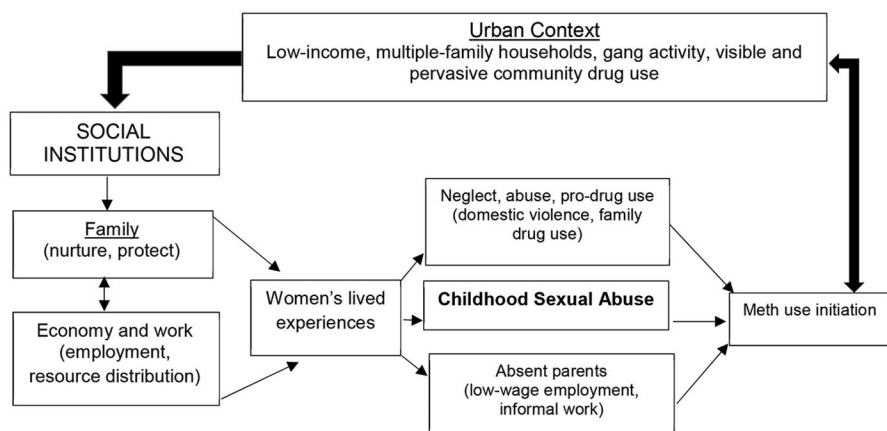 Urban Context
Low-income, multiple-family households, gang activity, visible and
pervasive community drug use
SOCIAL
INSTITUTIONS
Family
(nurture, protect)
Economy and work
(employment,
resource distribution)
Women's lived
experiences
Neglect, abuse, pro-drug use
(domestic violence, family
drug use)
Childhood Sexual Abuse
Absent parents
(low-wage employment,
informal work)
Meth use initiation